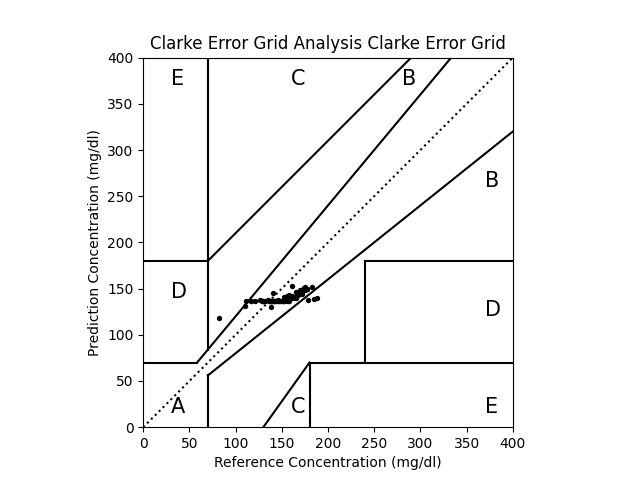 Clarke Error Grid Analysis Clarke Error Grid
400
350
300
250
200
150
100
50
0
Prediction Concentration (mg/dl)
E
C
B
B
D
D
A
C
E
0 50 100 150 200 250 300 350 400
Reference Concentration (mg/dl)